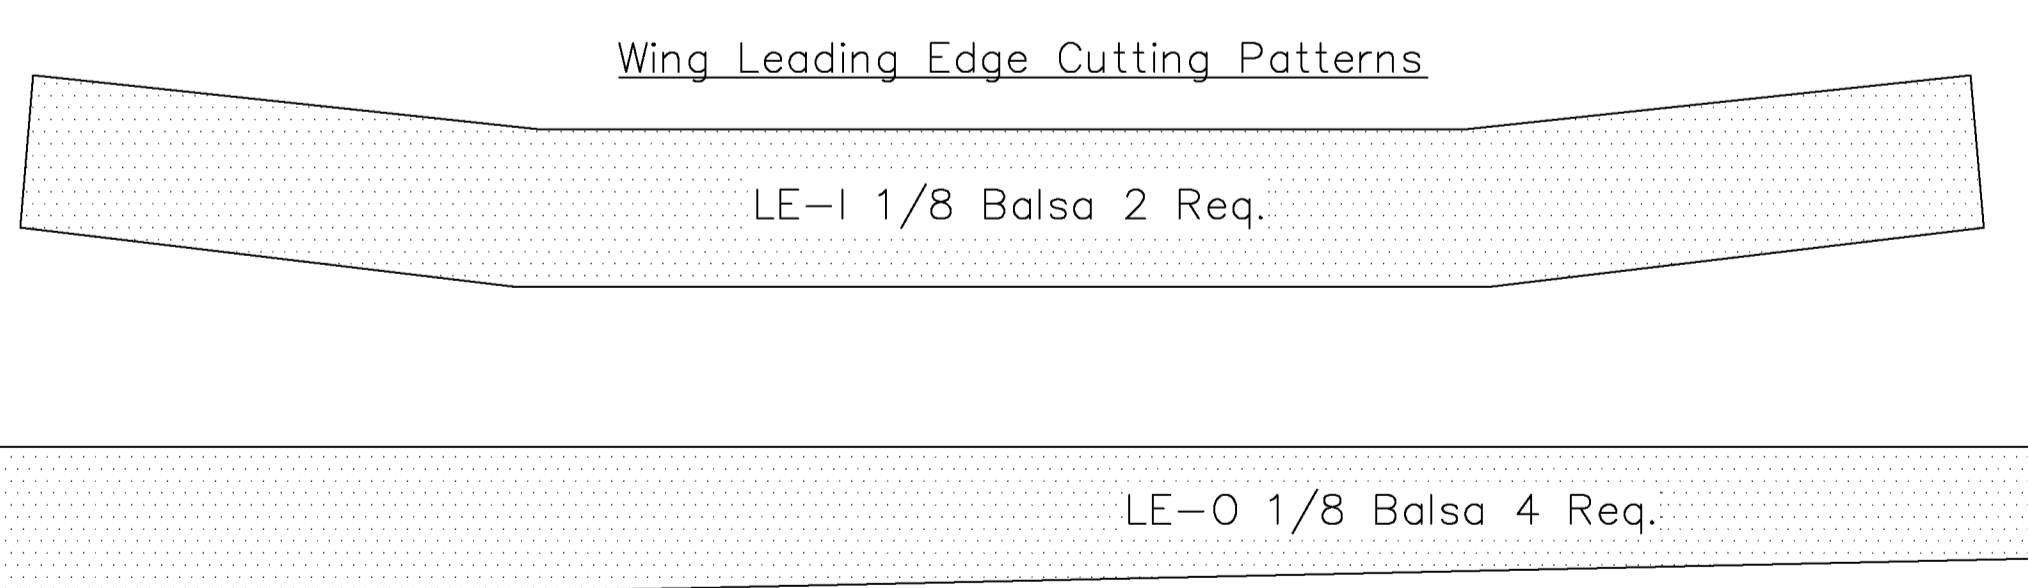 Wing Leading Edge Cutting Patterns
LE-I 1/8 Balsa 2 Req.
LE-O 1/8 Balsa 4 Req.